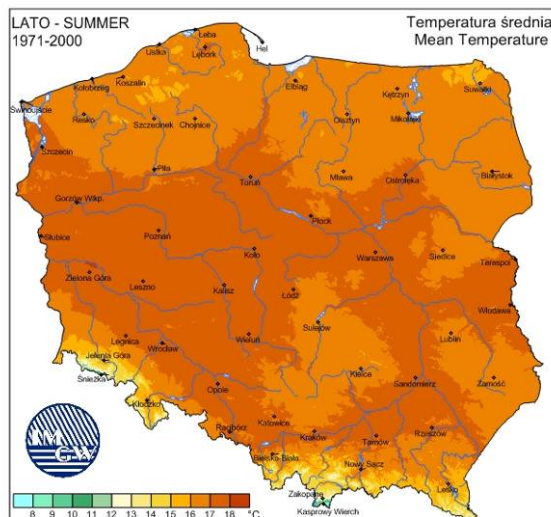 LATO - SUMMER
1971-2000
Temperatura średnia
Mean Temperature
Łeba
Ustka
Lębork
Hel
Koszalin
Kołobrzeg
Elbląg
Kętrzyn
Suwałki
Świnoujście
Resko
Szczecinek
Chojnice
Olsztyn
Mikołajki
Szczecin
Piła
Toruń
Mława
Ostrołęka
Białystok
Gorzów Wlkp.
Płock
Słubice
Poznań
Koło
Warszawa
Siedlce
Terespol
Zielona Góra
Leszno
Kalisz
Łódź
Włodawa
Legnica
Wrocław
Wieluń
Sulejów
Lublin
Jelenia Góra
Śnieżka
Opole
Kielce
Sandomierz
Zamość
Kłodzko
Racibórz
Katowice
Kraków
Tarnów
Rzeszów
Bielsko-Biała
Nowy Sącz
Lesko
Zakopane
Kasprowy Wierch
IMGW
8 9 10 11 12 13 14 15 16 17 18 °C